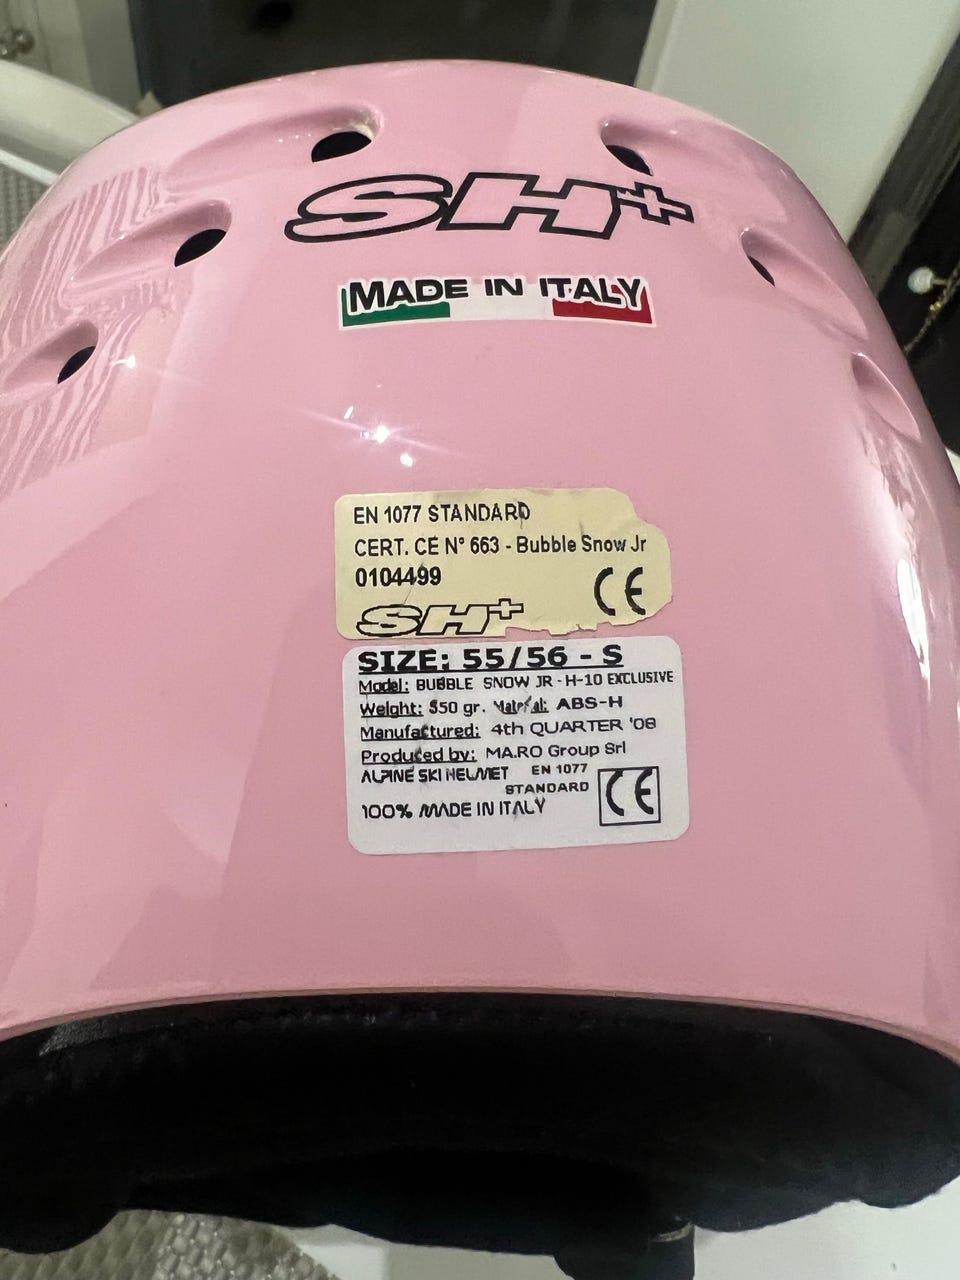 SH+
MADE IN ITALY
EN 1077 STANDARD
CERT. CE N° 663 - Bubble Snow Jr
0104499
CE
SH+
SIZE: 55/56 - S
Model: BUBBLE SNOW JR - H-10 EXCLUSIVE
Weight: 550 gr. Material: ABS-H
Manufactured: 4th QUARTER '08
Produced by: MA.RO Group Srl
ALPINE SKI HELMET EN 1077
STANDARD
CE
100% MADE IN ITALY